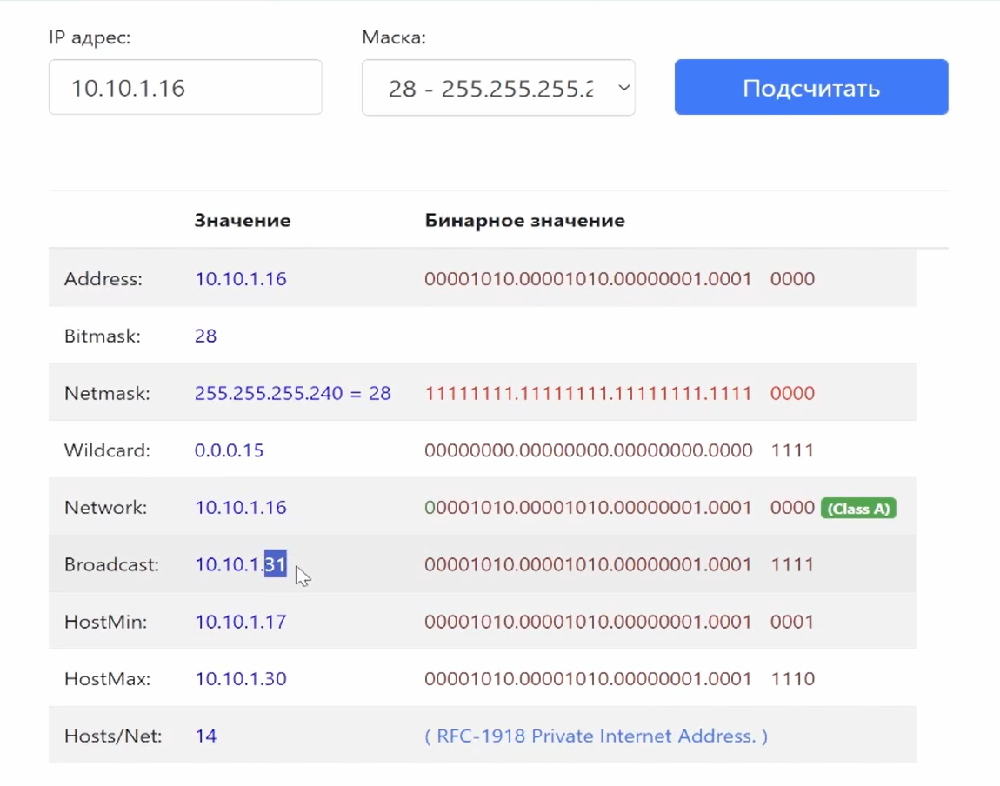 IP адрес: Маска:
10.10.1.16 28 - 255.255.255.2 Подсчитать
Значение Бинарное значение
Address: 10.10.1.16 00001010.00001010.00000001.0001 0000
Bitmask: 28
Netmask: 255.255.255.240 = 28 11111111.11111111.11111111.1111 0000
Wildcard: 0.0.0.15 00000000.00000000.00000000.0000 1111
Network: 10.10.1.16 00001010.00001010.00000001.0001 0000 (Class A)
Broadcast: 10.10.1.31 00001010.00001010.00000001.0001 1111
HostMin: 10.10.1.17 00001010.00001010.00000001.0001 0001
HostMax: 10.10.1.30 00001010.00001010.00000001.0001 1110
Hosts/Net: 14 ( RFC-1918 Private Internet Address. )